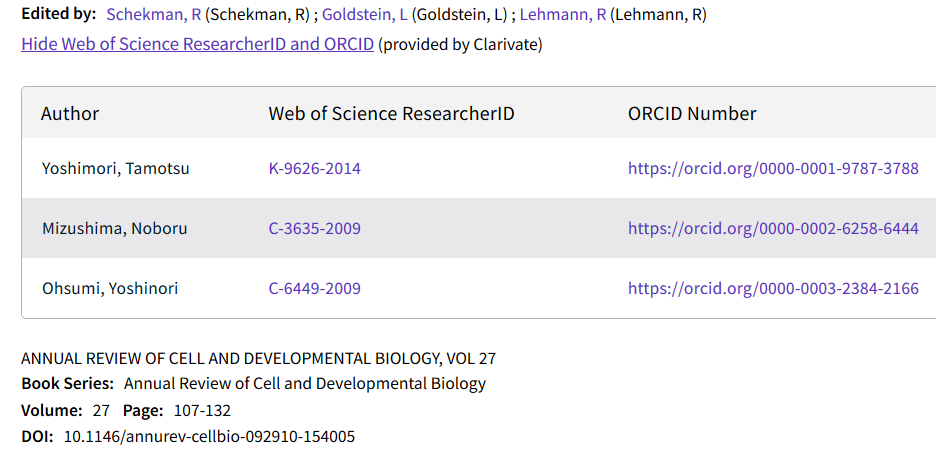 Edited by: Schekman, R (Schekman, R) ; Goldstein, L (Goldstein, L) ; Lehmann, R (Lehmann, R)
Hide Web of Science ResearcherID and ORCID (provided by Clarivate)
Author Web of Science ResearcherID ORCID Number
Yoshimori, Tamotsu K-9626-2014 https://orcid.org/0000-0001-9787-3788
Mizushima, Noboru C-3635-2009 https://orcid.org/0000-0002-6258-6444
Ohsumi, Yoshinori C-6449-2009 https://orcid.org/0000-0003-2384-2166
ANNUAL REVIEW OF CELL AND DEVELOPMENTAL BIOLOGY, VOL 27
Book Series: Annual Review of Cell and Developmental Biology
Volume: 27 Page: 107-132
DOI: 10.1146/annurev-cellbio-092910-154005